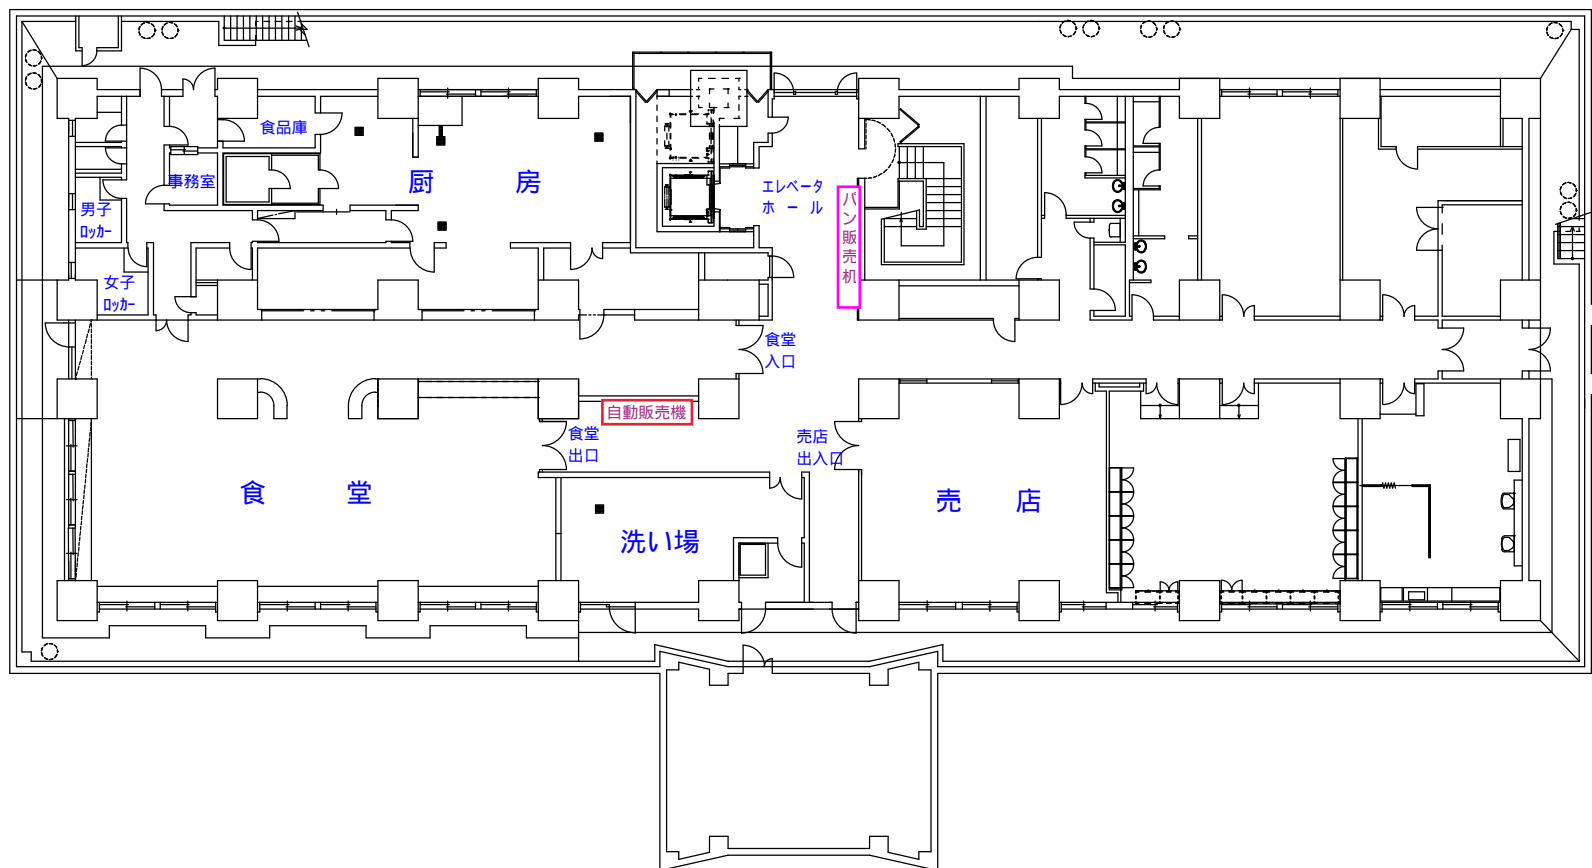 食品庫
事務室
厨　房
男子
ﾛｯｶｰ
女子
ﾛｯｶｰ
エレベータ
ホ ー ル
パン販売机
食堂
入口
自動販売機
食堂
出口
売店
出入口
食　堂
洗い場
売　店